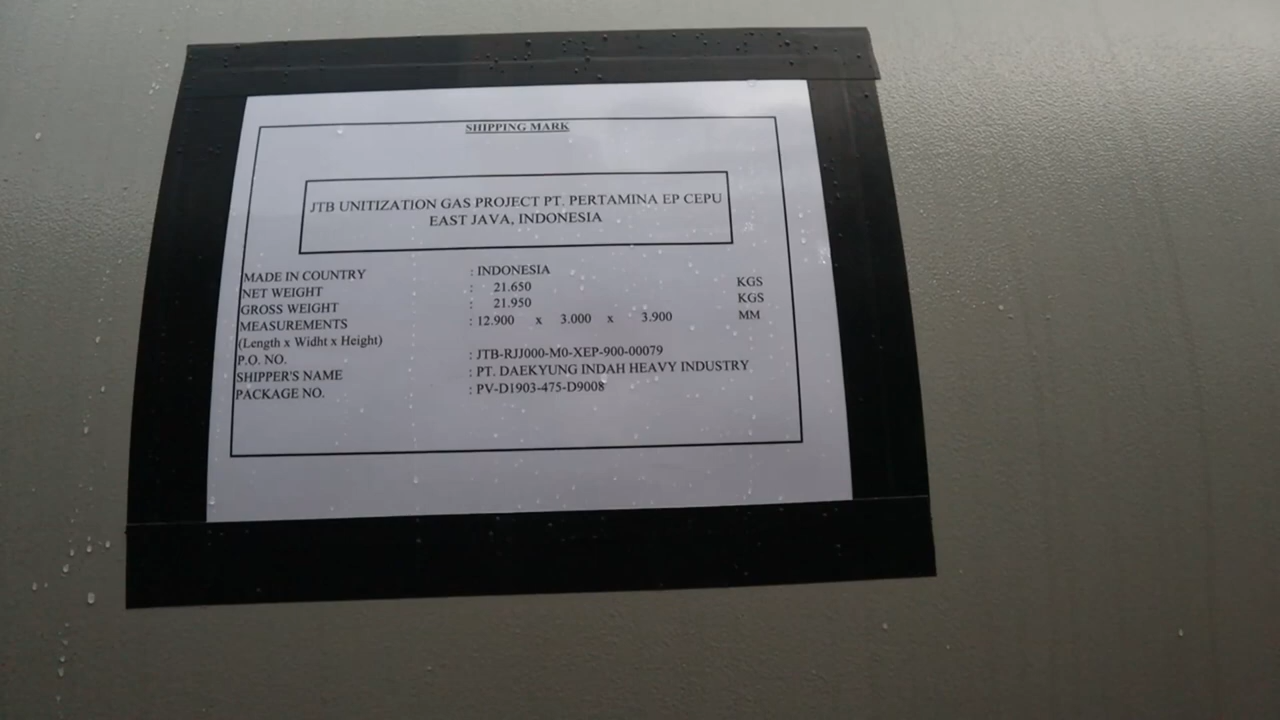 SHIPPING MARK
JTB UNITIZATION GAS PROJECT PT. PERTAMINA EP CEPU
EAST JAVA, INDONESIA
MADE IN COUNTRY : INDONESIA
NET WEIGHT : 21.650 KGS
GROSS WEIGHT : 21.950 KGS
MEASUREMENTS : 12.900 x 3.000 x 3.900 MM
(Length x Widht x Height)
P.O. NO. : JTB-RJJ000-M0-XEP-900-00079
SHIPPER'S NAME : PT. DAEKYUNG INDAH HEAVY INDUSTRY
PACKAGE NO. : PV-D1903-475-D9008